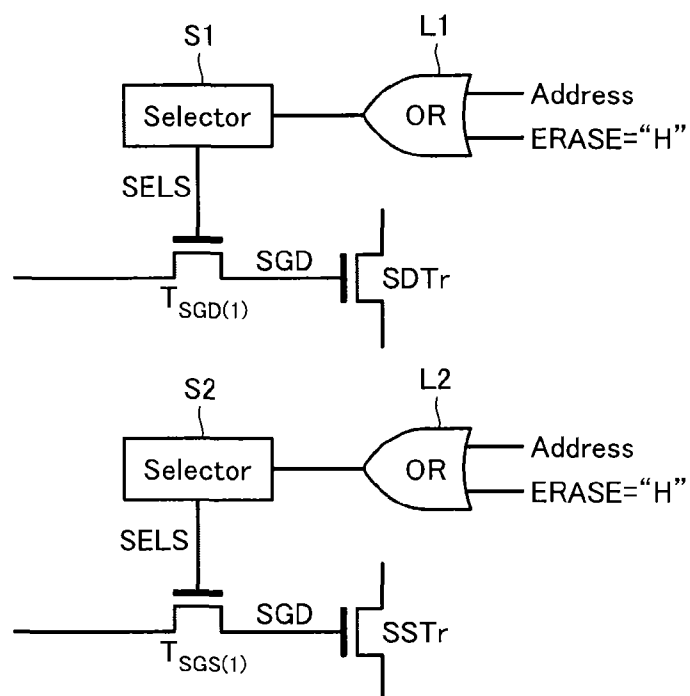 S1
L1
Selector
OR
Address
ERASE="H"
SELS
SGD
SDTr
TSGD(1)
S2
L2
Selector
OR
Address
ERASE="H"
SELS
SGD
SSTr
TSGS(1)